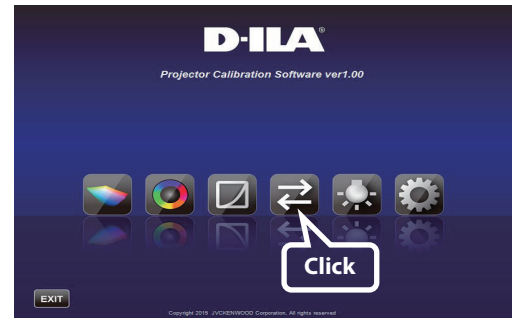 D-ILA®
Projector Calibration Software ver1.00
Click
EXIT
Copyright 2015 JVCKENWOOD Corporation. All rights reserved